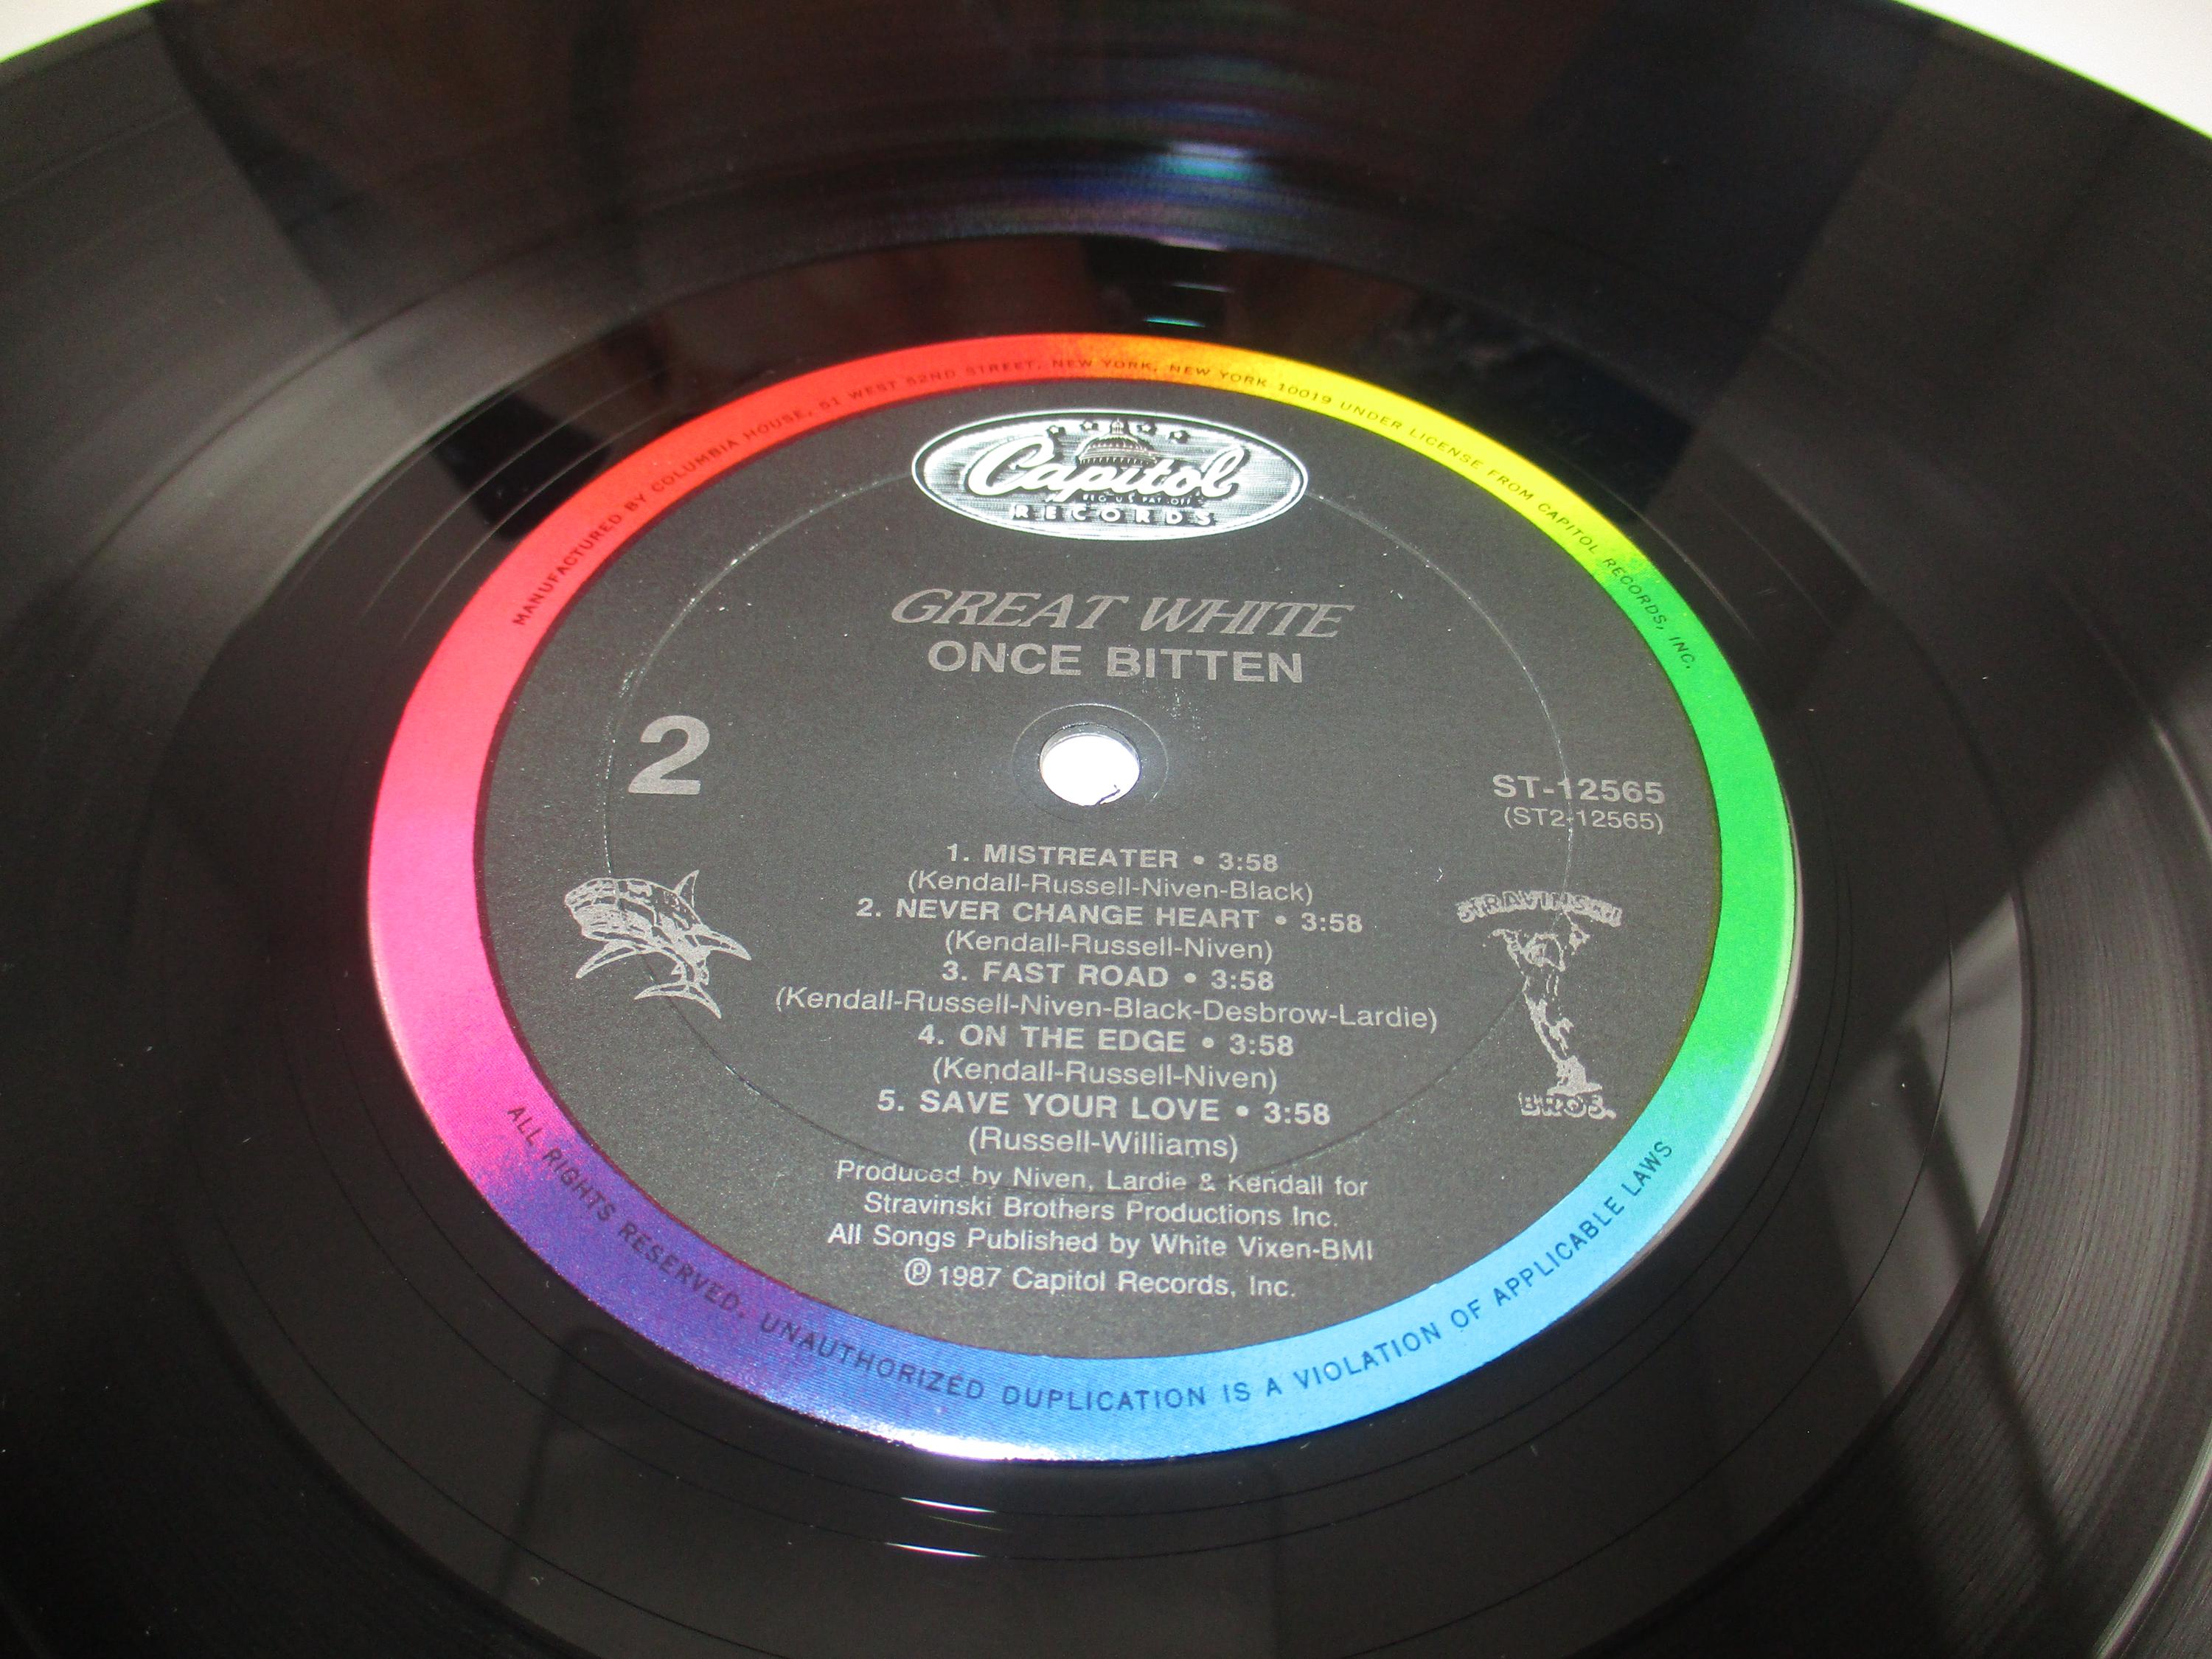 MANUFACTURED BY COLUMBIA HOUSE, 51 WEST 52ND STREET, NEW YORK, NEW YORK 10019 UNDER LICENSE FROM CAPITOL RECORDS, INC.
Capitol
REG. U.S. PAT. OFF.
RECORDS
GREAT WHITE
ONCE BITTEN
2
ST-12565
(ST2-12565)
1. MISTREATER • 3:58
(Kendall-Russell-Niven-Black)
2. NEVER CHANGE HEART • 3:58
(Kendall-Russell-Niven)
3. FAST ROAD • 3:58
(Kendall-Russell-Niven-Black-Desbrow-Lardie)
4. ON THE EDGE • 3:58
(Kendall-Russell-Niven)
5. SAVE YOUR LOVE • 3:58
(Russell-Williams)
Produced by Niven, Lardie & Kendall for
Stravinski Brothers Productions Inc.
All Songs Published by White Vixen-BMI
℗ 1987 Capitol Records, Inc.
STRAVINSKI
BROS.
ALL RIGHTS RESERVED. UNAUTHORIZED DUPLICATION IS A VIOLATION OF APPLICABLE LAWS